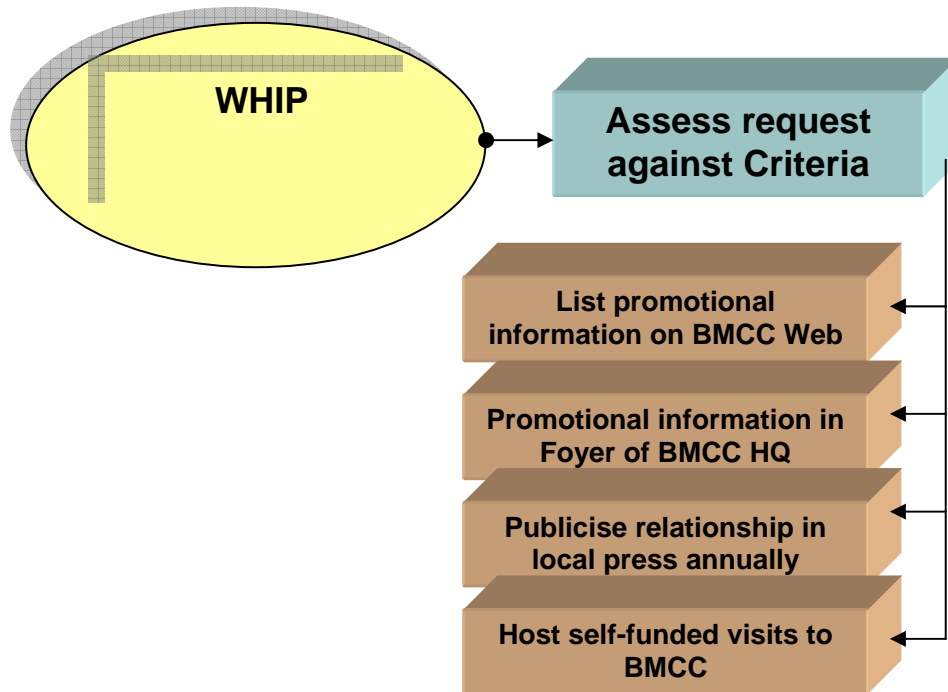 WHIP
Assess request
against Criteria
List promotional
information on BMCC Web
Promotional information in
Foyer of BMCC HQ
Publicise relationship in
local press annually
Host self-funded visits to
BMCC